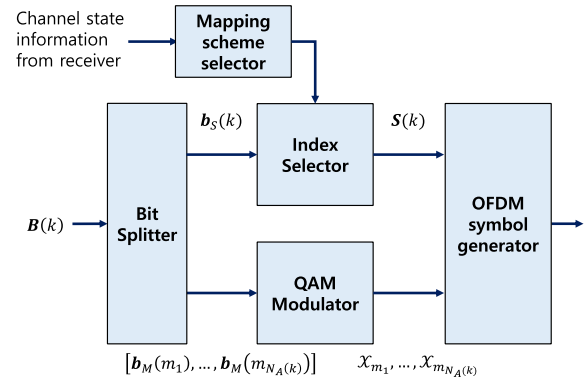 Channel state
information
from receiver
Mapping
scheme
selector
𝒃_S(k)
𝑺(k)
Index
Selector
𝑩(k)
Bit
Splitter
OFDM
symbol
generator
QAM
Modulator
[𝒃_M(m_1), … , 𝒃_M(m_{N_A(k)})]
𝒳_{m_1}, … , 𝒳_{m_{N_A(k)}}